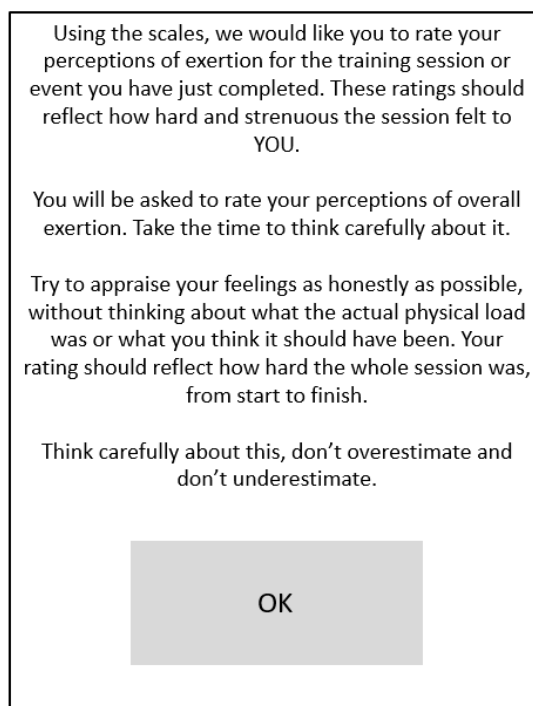 Using the scales, we would like you to rate your
perceptions of exertion for the training session or
event you have just completed. These ratings should
reflect how hard and strenuous the session felt to
YOU.
You will be asked to rate your perceptions of overall
exertion. Take the time to think carefully about it.
Try to appraise your feelings as honestly as possible,
without thinking about what the actual physical load
was or what you think it should have been. Your
rating should reflect how hard the whole session was,
from start to finish.
Think carefully about this, don’t overestimate and
don’t underestimate.
OK